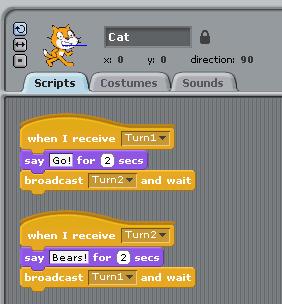 Cat
x: 0 y: 0 direction: 90
Scripts Costumes Sounds
when I receive Turn1
say Go! for 2 secs
broadcast Turn2 and wait
when I receive Turn2
say Bears! for 2 secs
broadcast Turn1 and wait